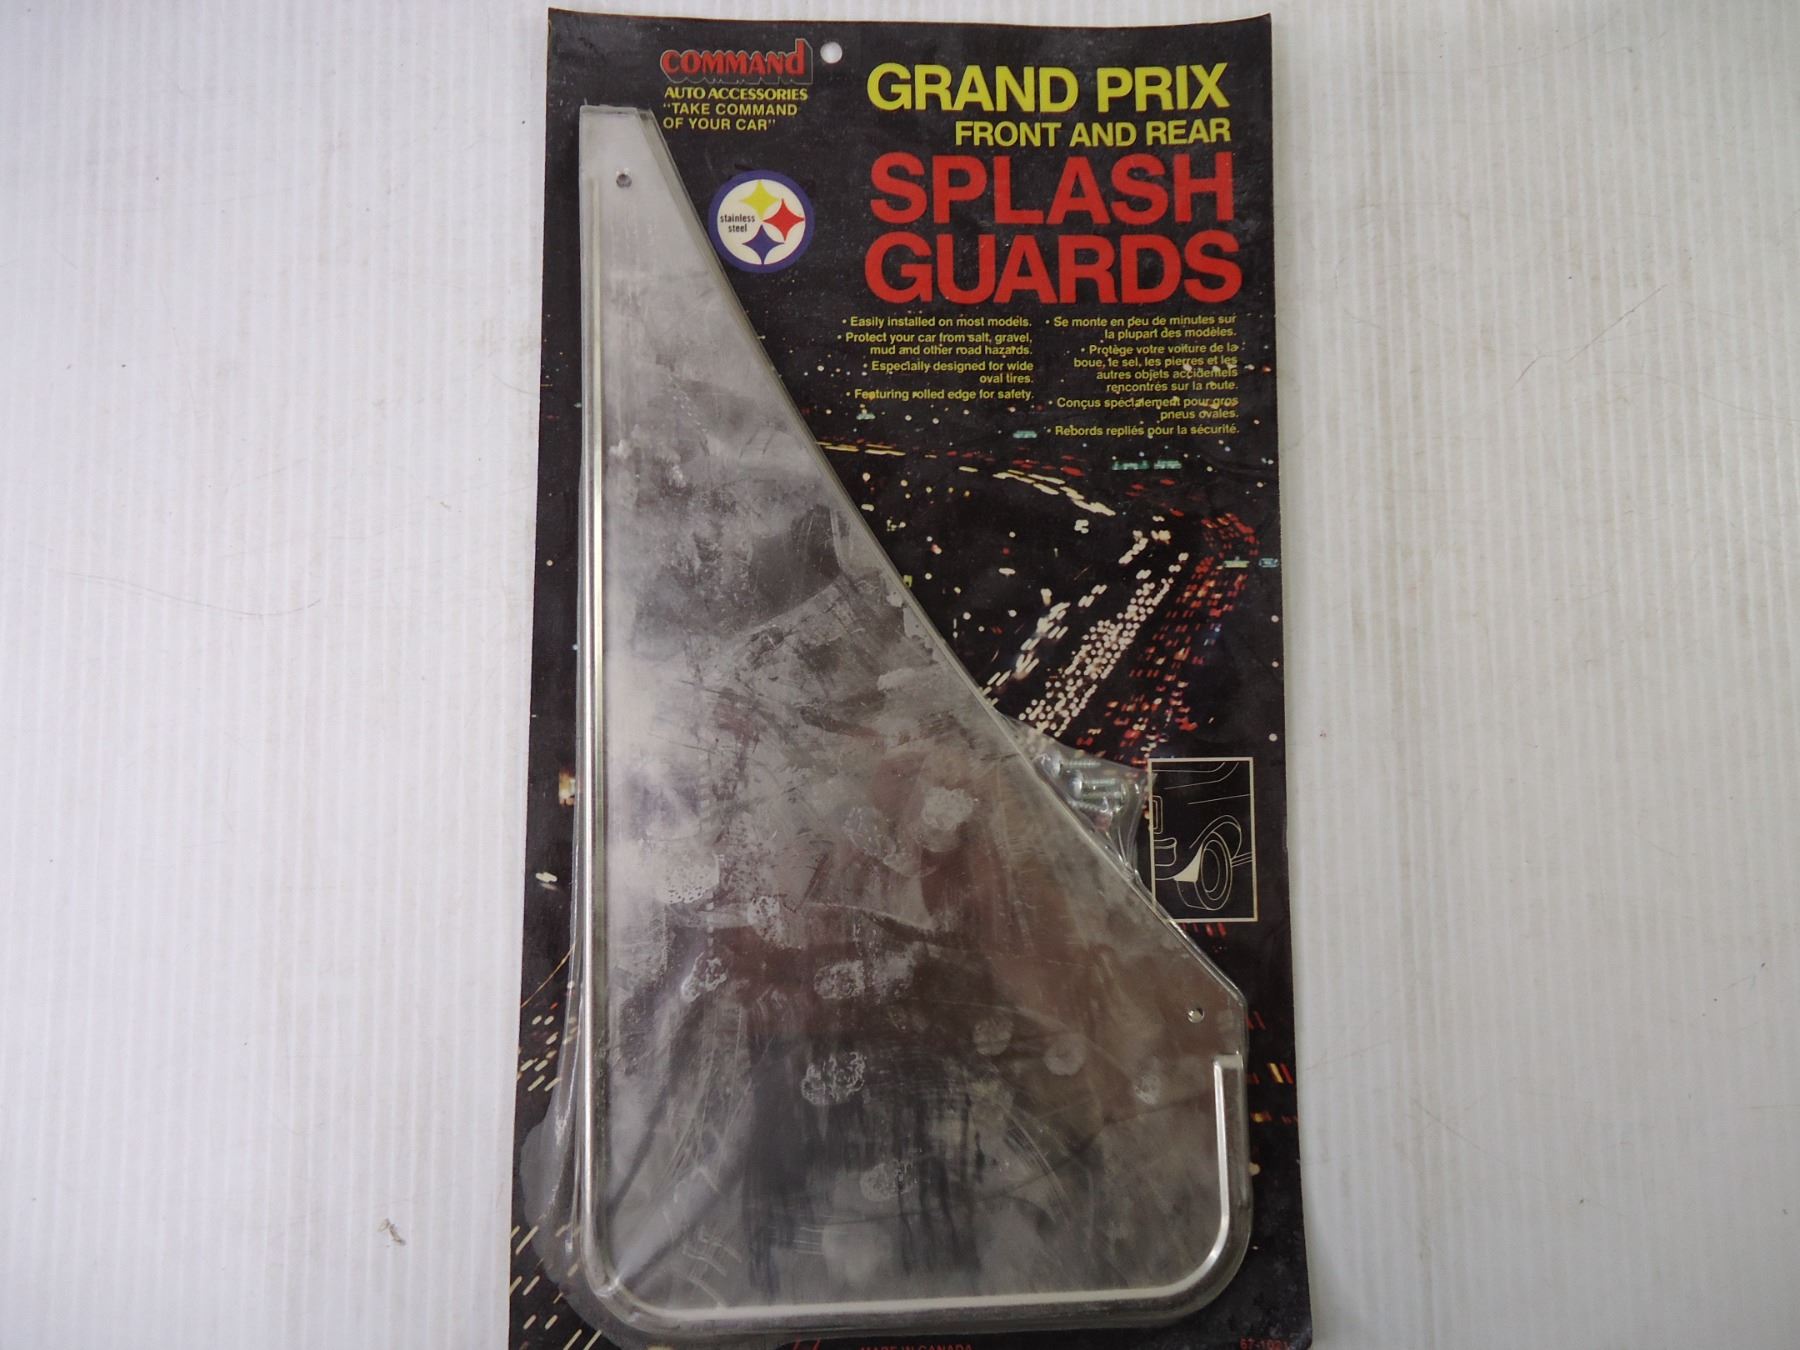 COMMANd
AUTO ACCESSORIES
"TAKE COMMAND
OF YOUR CAR"
GRAND PRIX
FRONT AND REAR
SPLASH
GUARDS
stainless
steel
• Easily installed on most models.
• Protect your car from salt, gravel,
mud and other road hazards.
• Especially designed for wide
oval tires.
• Featuring rolled edge for safety.
• Se monte en peu de minutes sur
la plupart des modèles.
• Protège votre voiture de la
boue, le sel, les pierres et les
autres objets accidentels
rencontrés sur la route.
• Conçus spécialement pour gros
pneus ovales.
• Rebords repliés pour la sécurité.
MADE IN CANADA
67-1021